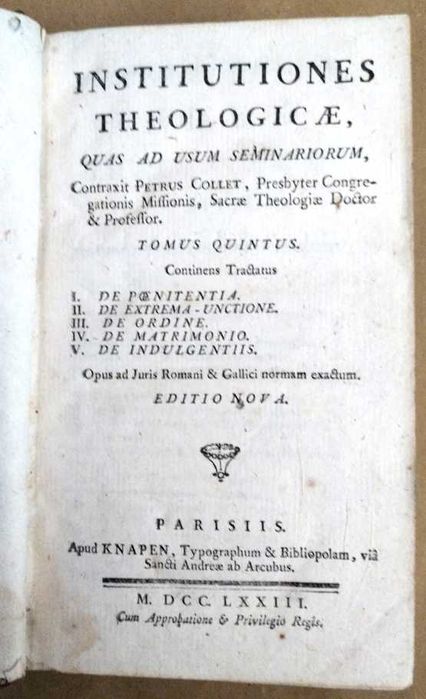 INSTITUTIONES
THEOLOGICÆ,
QUAS AD USUM SEMINARIORUM,
Contraxit PETRUS COLLET, Presbyter Congre-
gationis Miſſionis, Sacræ Theologiæ Doctor
& Profeſſor.
TOMUS QUINTUS.
Continens Tractatus
I. DE PŒNITENTIA.
II. DE EXTREMA-UNCTIONE.
III. DE ORDINE.
IV. DE MATRIMONIO.
V. DE INDULGENTIIS.
Opus ad Juris Romani & Gallici normam exactum.
EDITIO NOVA.
PARISIIS.
Apud KNAPEN, Typographum & Bibliopolam, viâ
Sancti Andreæ ab Arcubus.
M. DCC. LXXIII.
Cum Approbatione & Privilegio Regis.